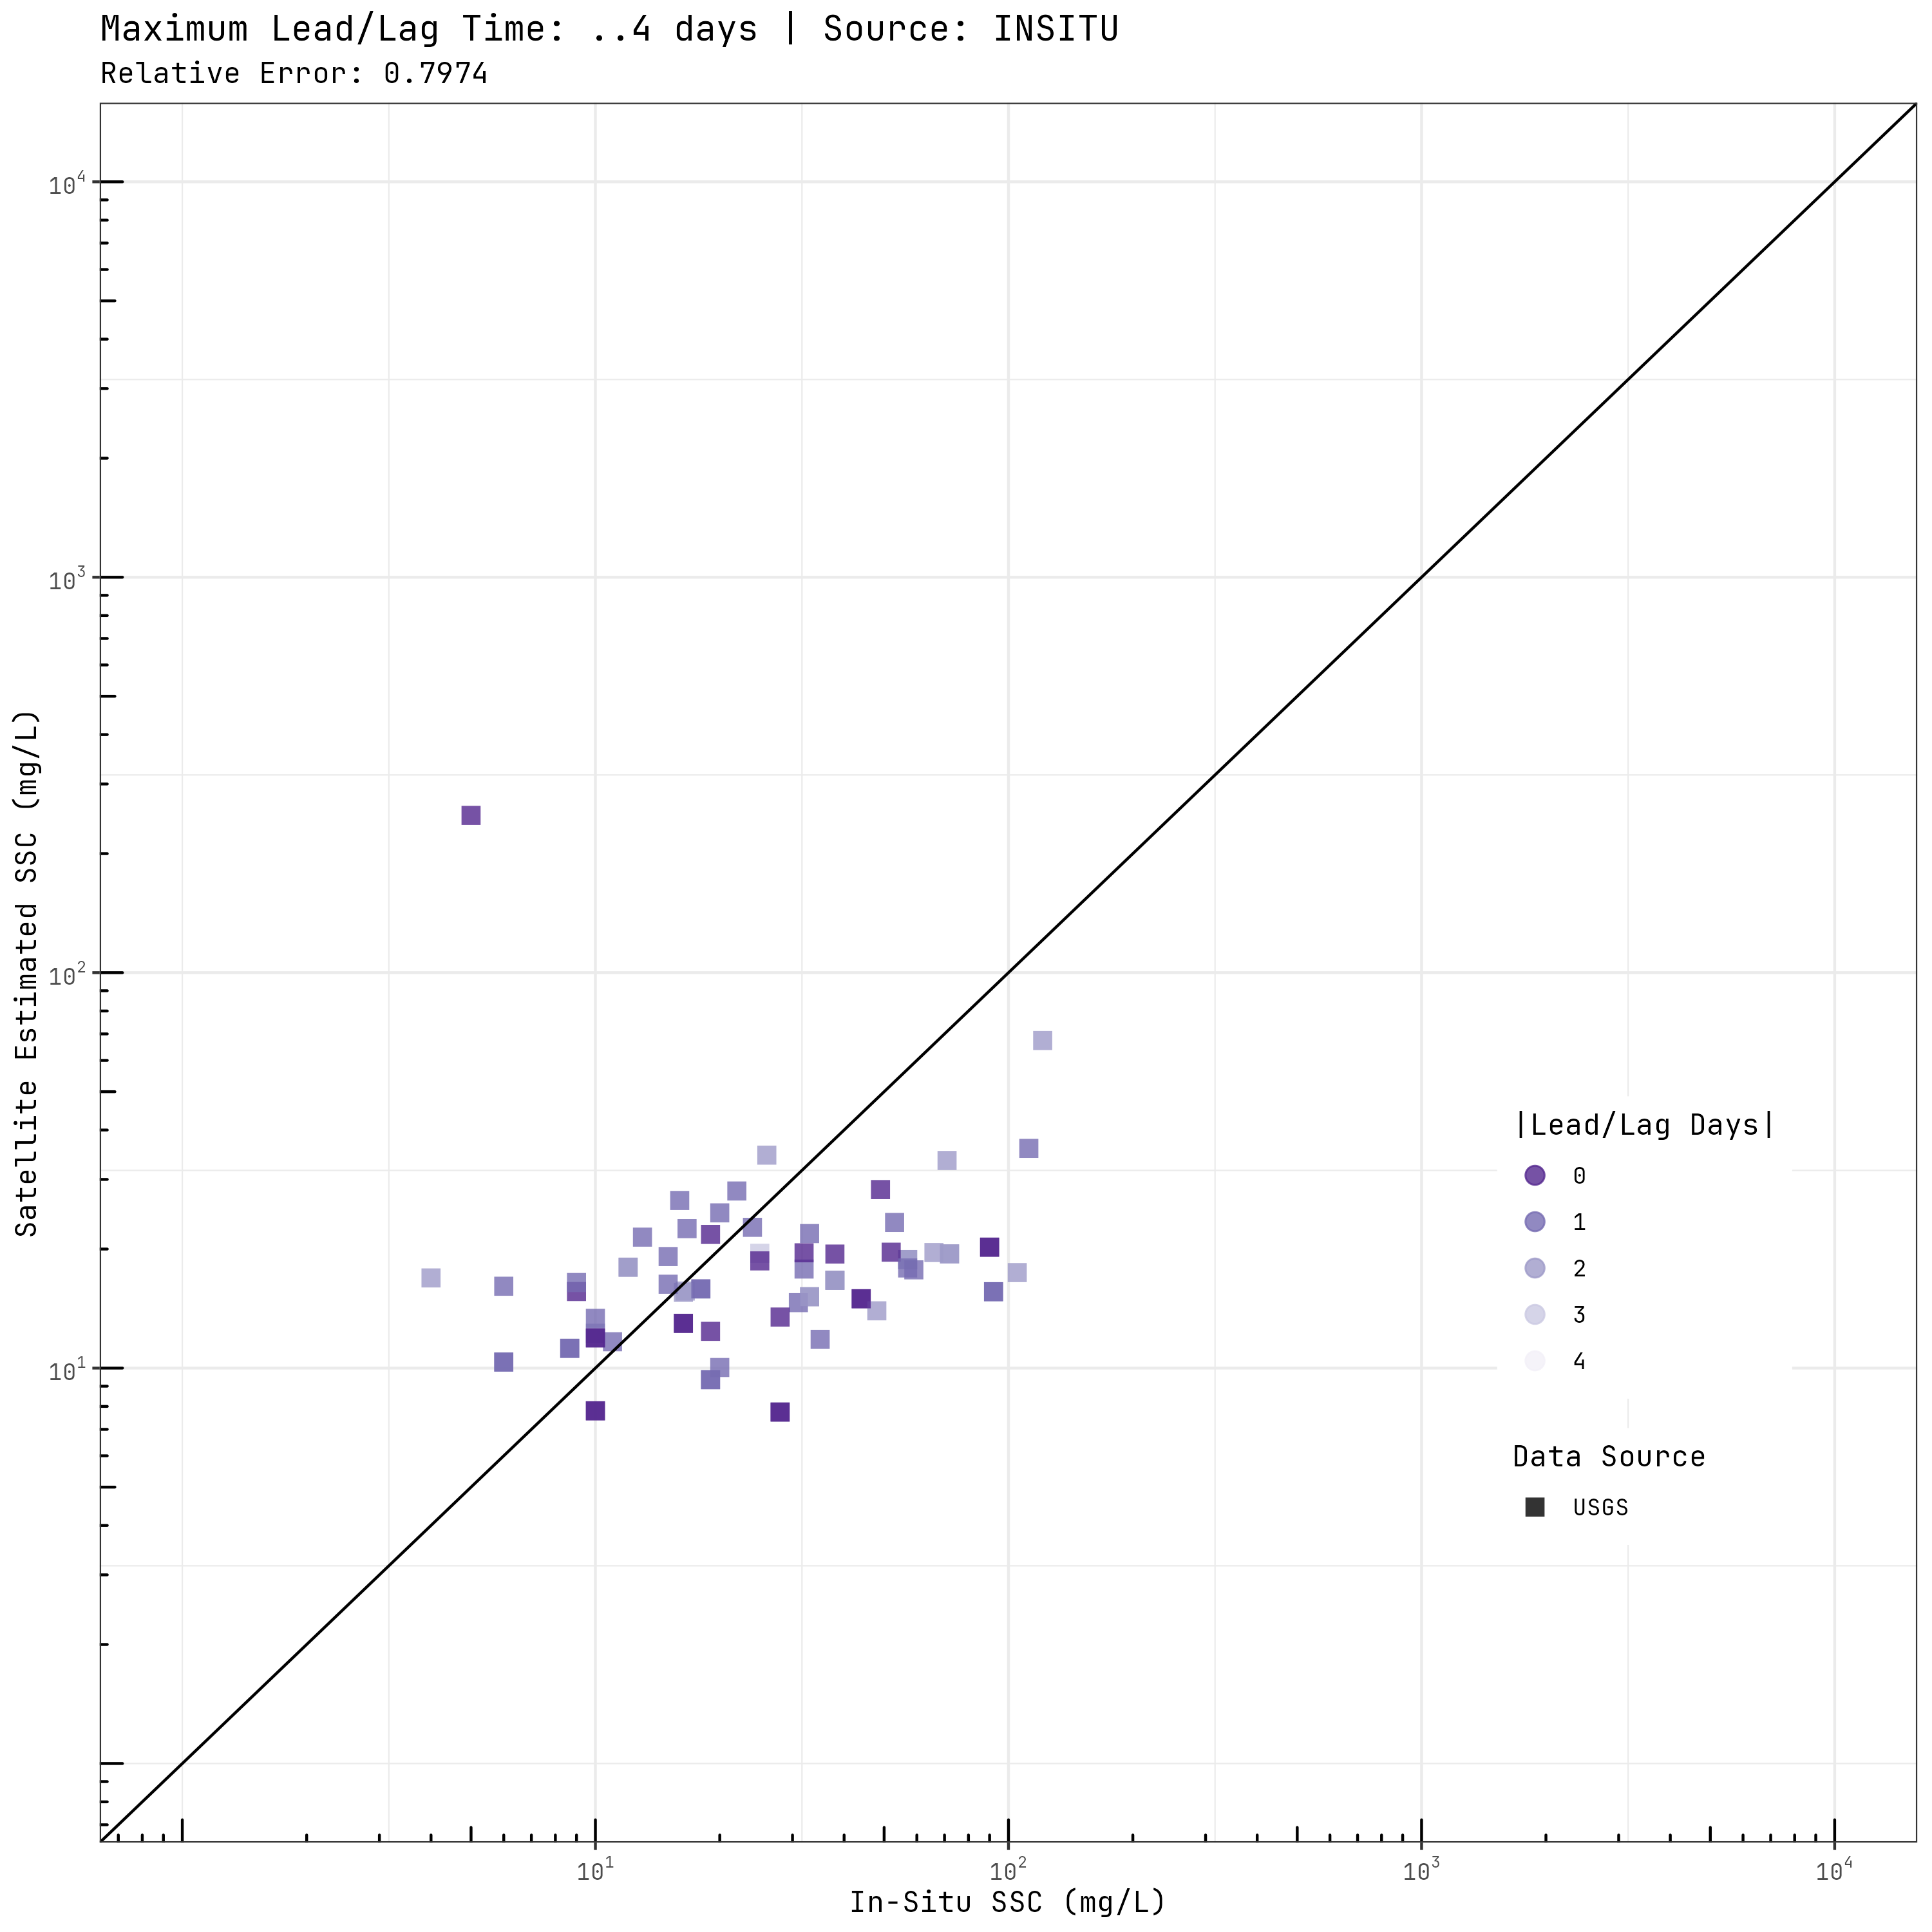 Maximum Lead/Lag Time: ..4 days | Source: INSITU
Relative Error: 0.7974
Satellite Estimated SSC (mg/L)
10⁴
10³
10²
10¹
|Lead/Lag Days|
0
1
2
3
4
Data Source
USGS
10¹ 10² 10³ 10⁴
In-Situ SSC (mg/L)